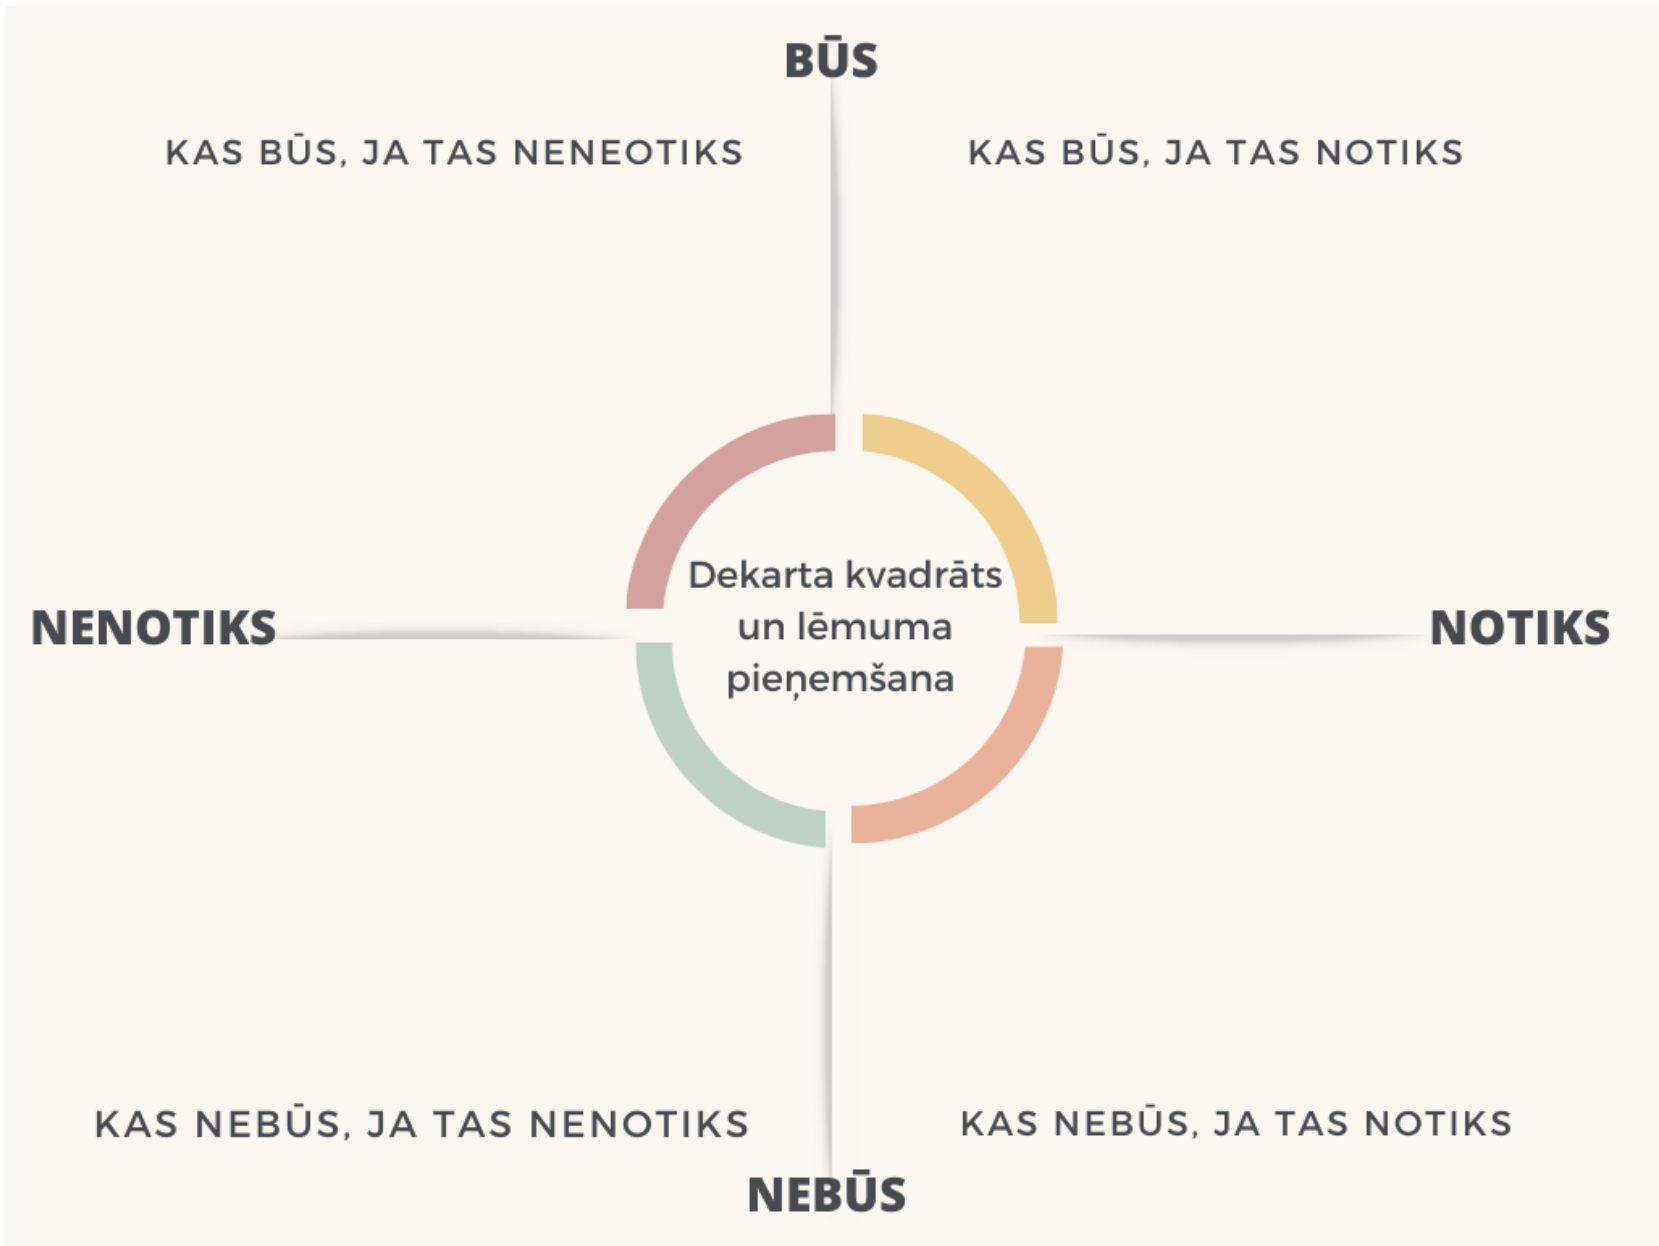 BŪS
KAS BŪS, JA TAS NENEOTIKS
KAS BŪS, JA TAS NOTIKS
Dekarta kvadrāts
un lēmuma
pieņemšana
NENOTIKS
NOTIKS
KAS NEBŪS, JA TAS NENOTIKS
KAS NEBŪS, JA TAS NOTIKS
NEBŪS